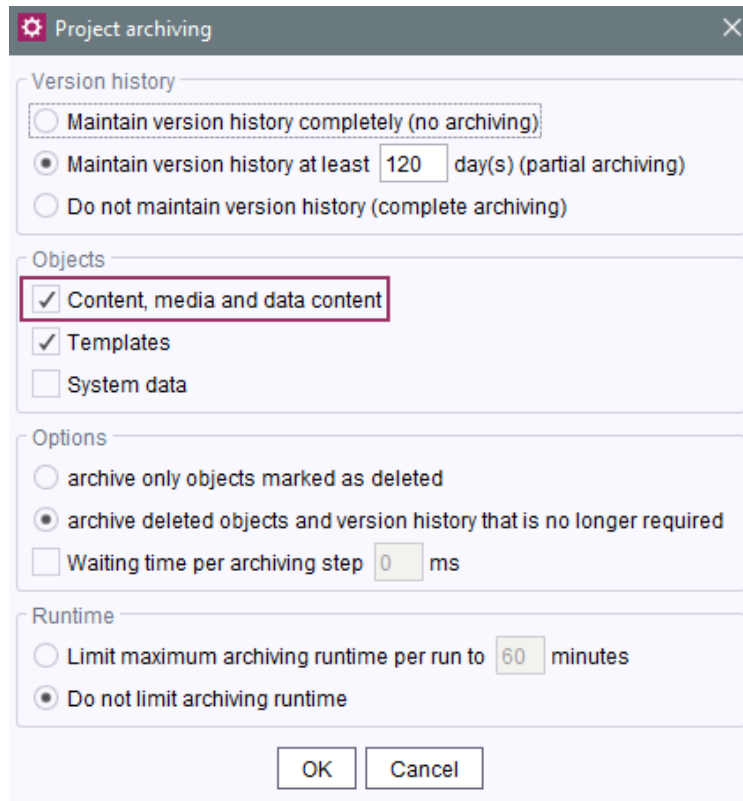 Project archiving
Version history
Maintain version history completely (no archiving)
Maintain version history at least 120 day(s) (partial archiving)
Do not maintain version history (complete archiving)
Objects
Content, media and data content
Templates
System data
Options
archive only objects marked as deleted
archive deleted objects and version history that is no longer required
Waiting time per archiving step 0 ms
Runtime
Limit maximum archiving runtime per run to 60 minutes
Do not limit archiving runtime
OK Cancel